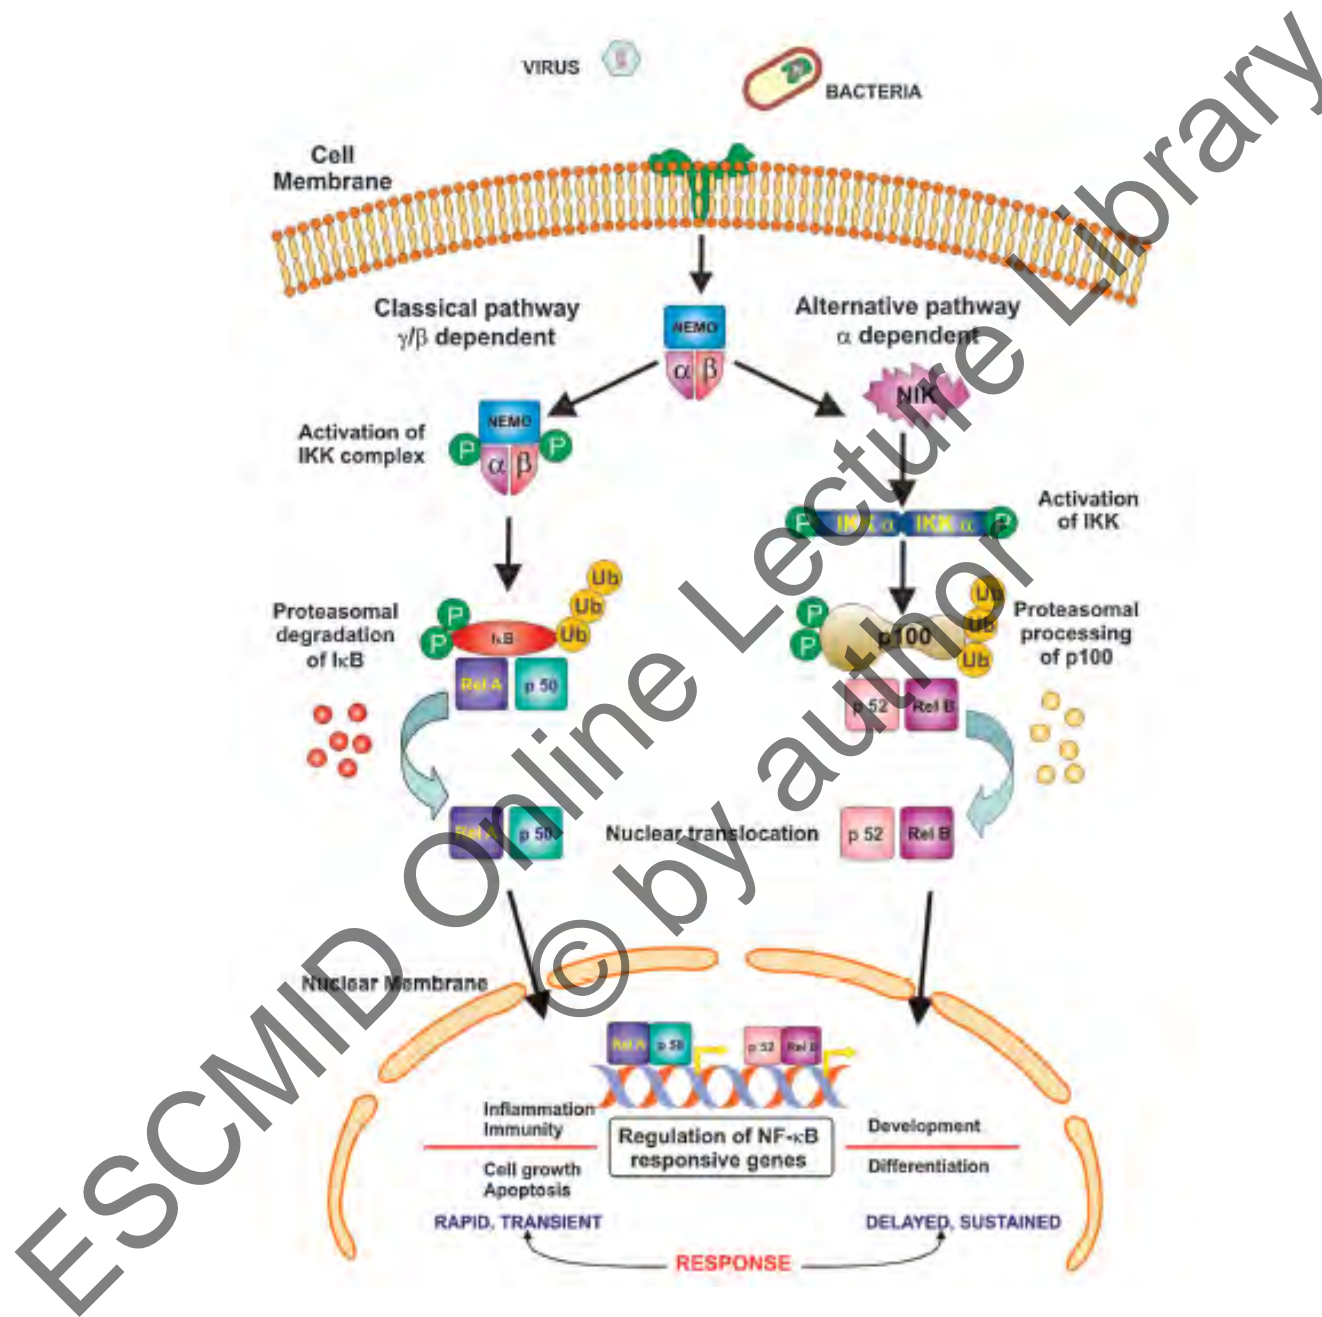 VIRUS
BACTERIA
Cell
Membrane
Classical pathway
γ/β dependent
Alternative pathway
α dependent
NEMO
α β
NIK
Activation of
IKK complex
NEMO
P P
α β
Activation
of IKK
P IKK α IKK α P
Proteasomal
degradation
of IκB
P
P
IκB
Ub
Ub
Ub
Rel A p 50
Proteasomal
processing
of p100
P
P
p100
Ub
Ub
Ub
p 52 Rel B
Rel A p 50
Nuclear translocation
p 52 Rel B
Nuclear Membrane
Rel A p 50
p 52 Rel B
Inflammation
Immunity
Cell growth
Apoptosis
RAPID, TRANSIENT
Regulation of NF-κB
responsive genes
Development
Differentiation
DELAYED, SUSTAINED
RESPONSE
ESCMID Online Lecture Library
© by author